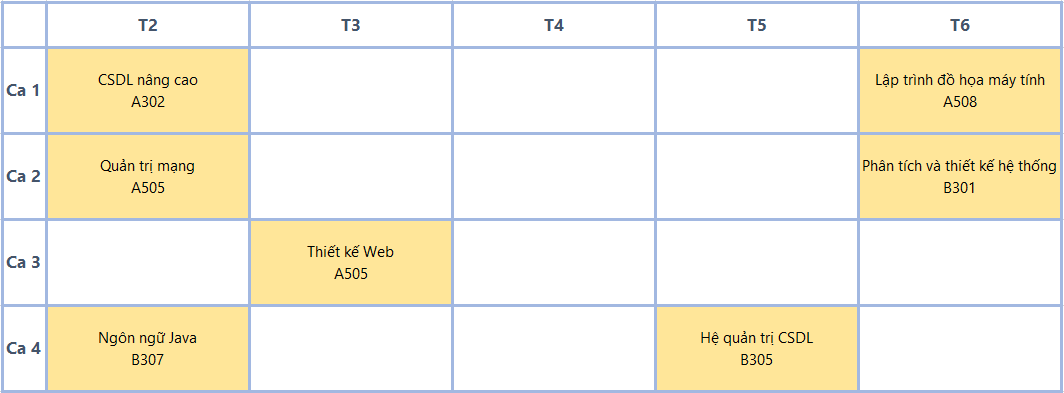 T2
T3
T4
T5
T6
Ca 1
CSDL nâng cao
A302
Lập trình đồ họa máy tính
A508
Ca 2
Quản trị mạng
A505
Phân tích và thiết kế hệ thống
B301
Ca 3
Thiết kế Web
A505
Ca 4
Ngôn ngữ Java
B307
Hệ quản trị CSDL
B305